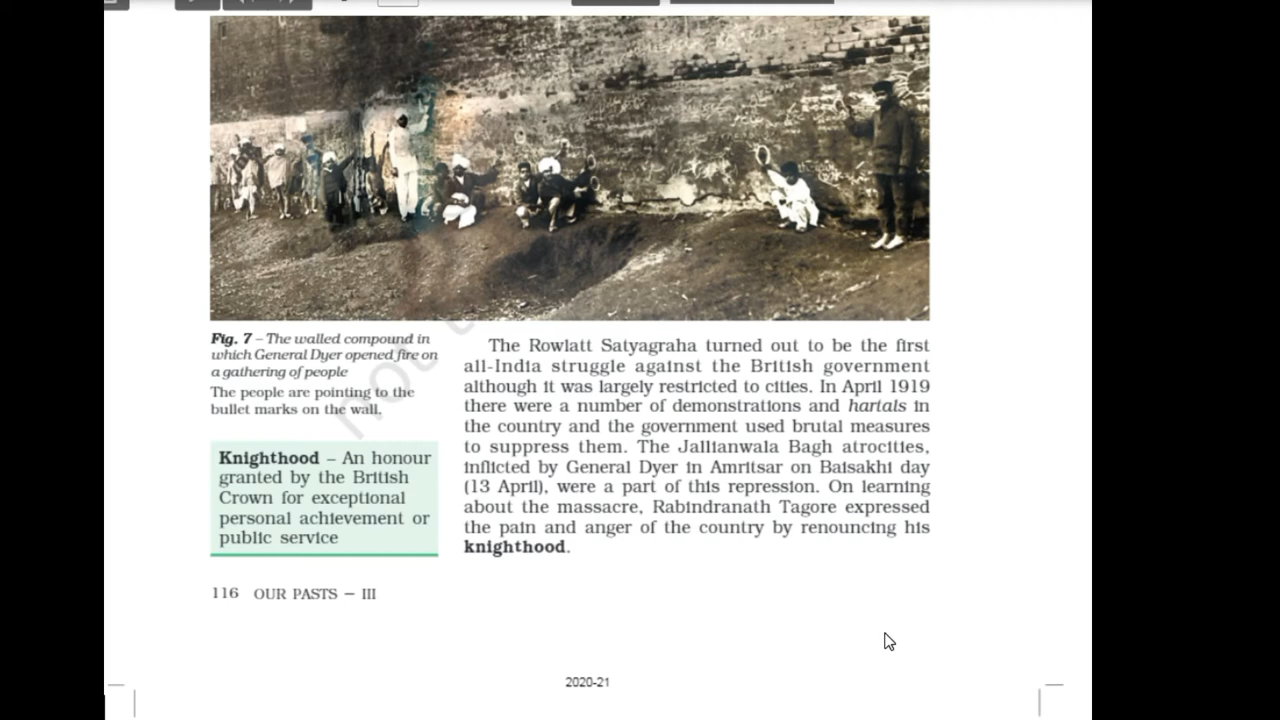 Fig. 7 – The walled compound in
which General Dyer opened fire on
a gathering of people
The people are pointing to the
bullet marks on the wall.
Knighthood – An honour
granted by the British
Crown for exceptional
personal achievement or
public service
The Rowlatt Satyagraha turned out to be the first
all-India struggle against the British government
although it was largely restricted to cities. In April 1919
there were a number of demonstrations and hartals in
the country and the government used brutal measures
to suppress them. The Jallianwala Bagh atrocities,
inflicted by General Dyer in Amritsar on Baisakhi day
(13 April), were a part of this repression. On learning
about the massacre, Rabindranath Tagore expressed
the pain and anger of the country by renouncing his
knighthood.
116 OUR PASTS – III
2020-21
not